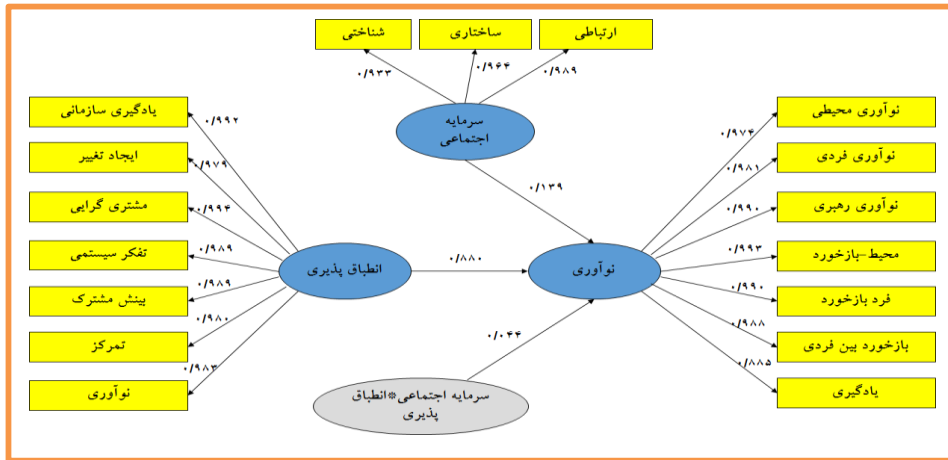 شناختی
ساختاری
ارتباطی
۰/۹۳۳
۰/۹۶۴
۰/۹۸۹
سرمایه
اجتماعی
۰/۱۳۹
یادگیری سازمانی
ایجاد تغییر
مشتری گرایی
تفکر سیستمی
بینش مشترک
تمرکز
نوآوری
۰/۹۹۲
۰/۹۷۹
۰/۹۹۴
۰/۹۸۹
۰/۹۸۹
۰/۹۸۰
۰/۹۸۳
انطباق پذیری
۰/۸۸۰
نوآوری
۰/۰۴۴
سرمایه اجتماعی*انطباق
پذیری
نوآوری محیطی
نوآوری فردی
نوآوری رهبری
محیط-بازخورد
فرد بازخورد
بازخورد بین فردی
یادگیری
۰/۹۷۴
۰/۹۸۱
۰/۹۹۰
۰/۹۹۳
۰/۹۹۰
۰/۹۸۸
۰/۸۸۵